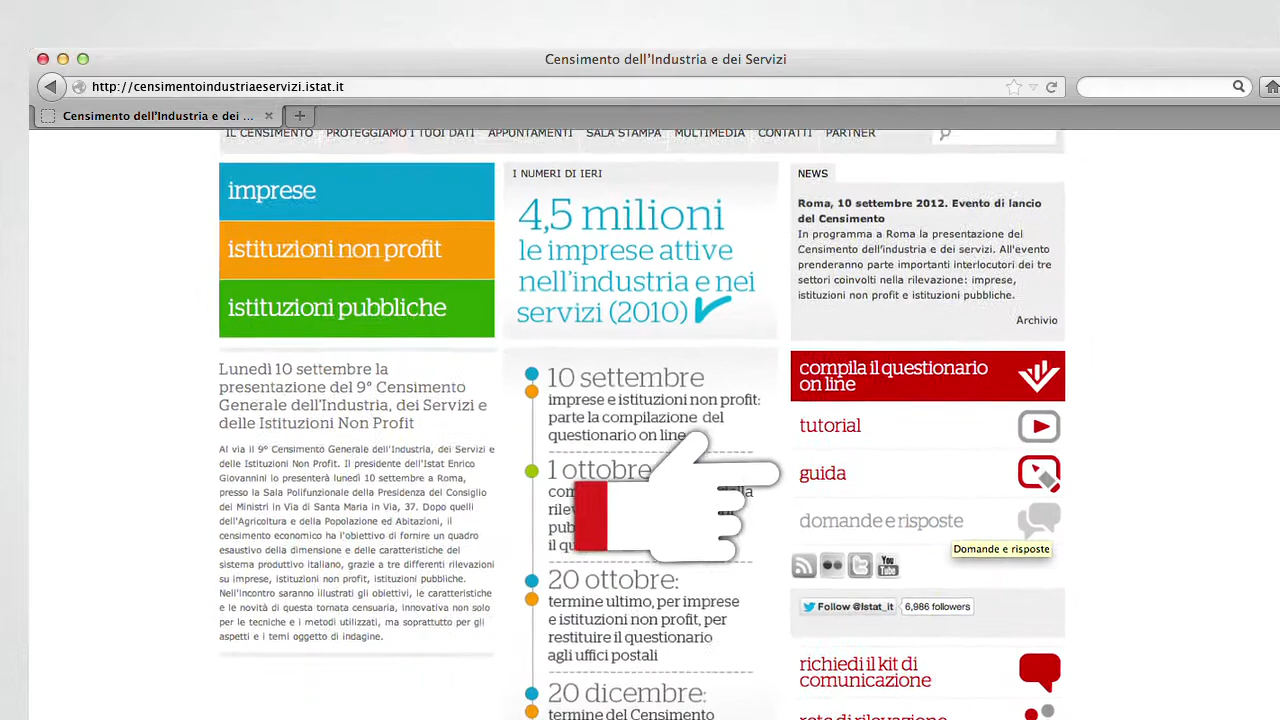 Censimento dell'Industria e dei Servizi
http://censimentoindustriaeservizi.istat.it
Censimento dell'Industria e dei ...
IL CENSIMENTO PROTEGGIAMO I TUOI DATI APPUNTAMENTI SALA STAMPA MULTIMEDIA CONTATTI PARTNER
imprese
istituzioni non profit
istituzioni pubbliche
Lunedì 10 settembre la
presentazione del 9° Censimento
Generale dell'Industria, dei Servizi e
delle Istituzioni Non Profit
Al via il 9° Censimento Generale dell'Industria, dei Servizi e
delle Istituzioni Non Profit. Il presidente dell'Istat Enrico
Giovannini lo presenterà lunedì 10 settembre a Roma,
presso la Sala Polifunzionale della Presidenza del Consiglio
dei Ministri in Via di Santa Maria in Via, 37. Dopo quelli
dell'Agricoltura e della Popolazione ed Abitazioni, il
censimento economico ha l'obiettivo di fornire un quadro
esaustivo della dimensione e delle caratteristiche del
sistema produttivo italiano, grazie a tre differenti rilevazioni
su imprese, istituzioni non profit, istituzioni pubbliche.
Nell'incontro saranno illustrati gli obiettivi, le caratteristiche
e le novità di questa tornata censuaria, innovativa non solo
per le tecniche e i metodi utilizzati, ma soprattutto per gli
aspetti e i temi oggetto di indagine.
I NUMERI DI IERI
4,5 milioni
le imprese attive
nell'industria e nei
servizi (2010)
10 settembre
imprese e istituzioni non profit:
parte la compilazione del
questionario on line
1 ottobre
20 ottobre:
termine ultimo, per imprese
e istituzioni non profit, per
restituire il questionario
agli uffici postali
20 dicembre:
termine del Censimento
NEWS
Roma, 10 settembre 2012. Evento di lancio
del Censimento
In programma a Roma la presentazione del
Censimento dell'industria e dei servizi. All'evento
prenderanno parte importanti interlocutori dei tre
settori coinvolti nella rilevazione: imprese,
istituzioni non profit e istituzioni pubbliche.
Archivio
compila il questionario
on line
tutorial
guida
domande e risposte
Domande e risposte
You
Tube
Follow @Istat_it 6,986 followers
richiedi il kit di
comunicazione
rete di rilevazione